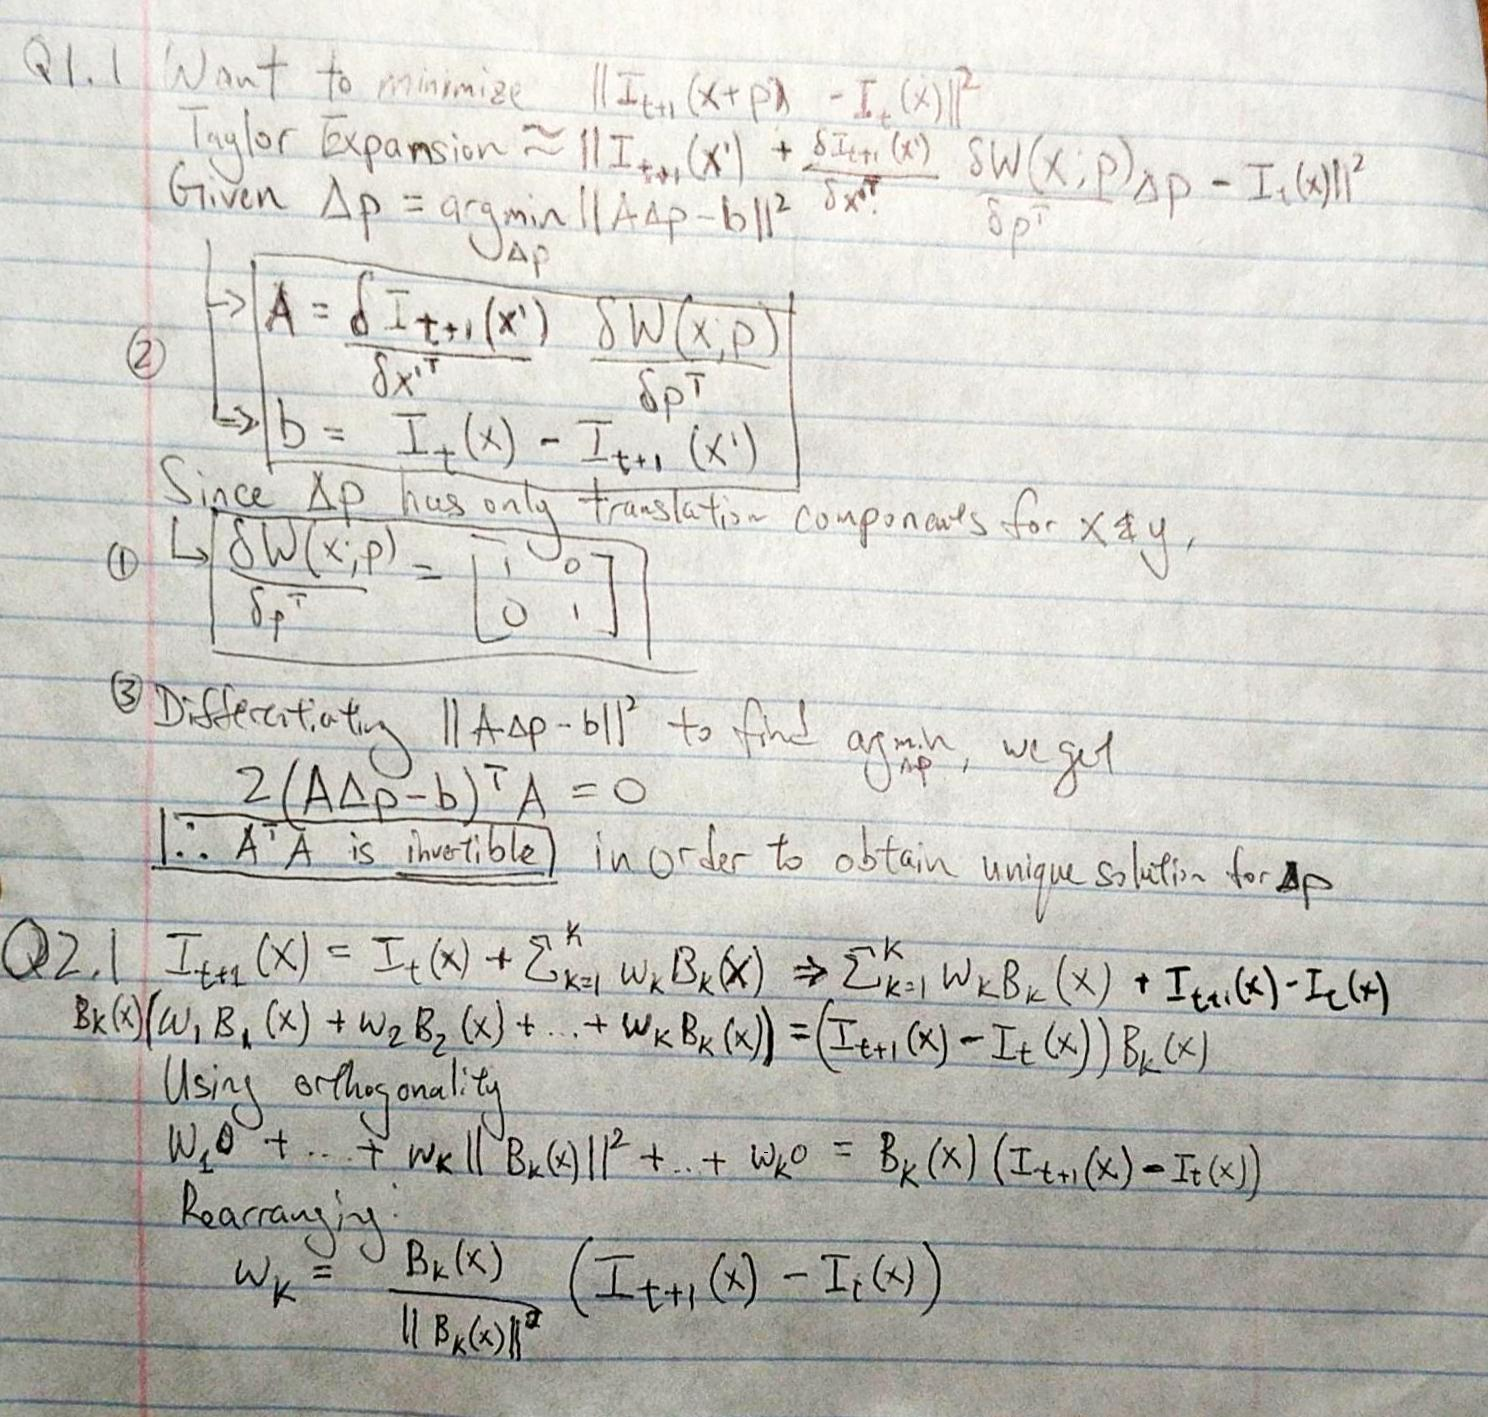 Q1.1 Want to minimize ||I_{t+1}(x+p) - I_t(x)||²
Taylor Expansion ≈ ||I_{t+1}(x') + δI_{t+1}(x')/δx'^T δW(x;p)/δp^T Δp - I_t(x)||²
Given Δp = argmin_{Δp} ||AΔp-b||²
② → A = δI_{t+1}(x')/δx'^T δW(x;p)/δp^T
→ b = I_t(x) - I_{t+1}(x')
Since Δp has only translation components for x & y,
① ↳ δW(x;p)/δp^T = [1 0
0 1]
③ Differentiating ||AΔp-b||² to find argmin_{Δp}, we get
2(AΔp-b)^T A = 0
∴ A^T A is invertible in order to obtain unique solution for Δp
Q2.1 I_{t+1}(x) = I_t(x) + Σ_{k=1}^K w_k B_k(x) ⇒ Σ_{k=1}^K w_k B_k(x) + I_{t+1}(x) - I_t(x)
B_k(x)(w_1 B_1(x) + w_2 B_2(x) + ... + w_k B_k(x)) = (I_{t+1}(x) - I_t(x)) B_k(x)
Using orthogonality
w_1 0 + ... + w_k ||B_k(x)||² + ... + w_k 0 = B_k(x) (I_{t+1}(x) - I_t(x))
Rearranging:
w_k = B_k(x)/||B_k(x)||² (I_{t+1}(x) - I_t(x))